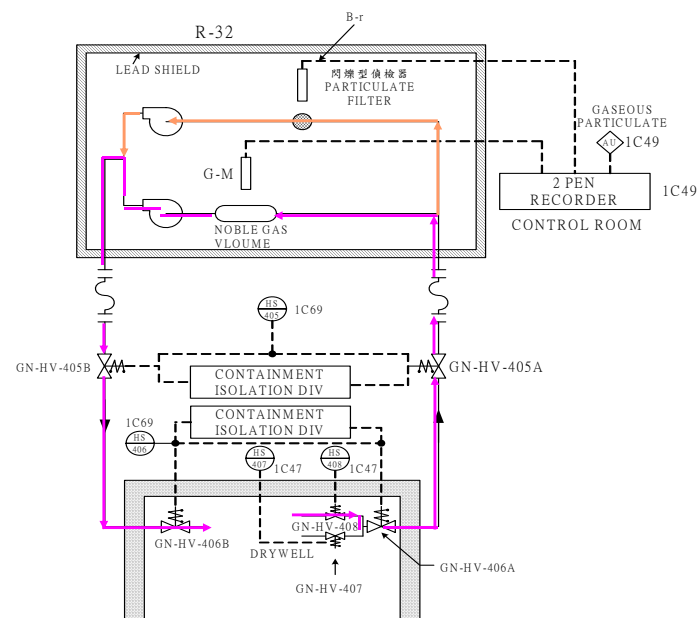 B-r
R-32
LEAD SHIELD
閃爍型偵檢器
PARTICULATE
FILTER
GASEOUS
PARTICULATE
AU
1C49
G-M
2 PEN
RECORDER
1C49
CONTROL ROOM
NOBLE GAS
VLOUME
HS
405
1C69
GN-HV-405B
GN-HV-405A
CONTAINMENT
ISOLATION DIV
CONTAINMENT
ISOLATION DIV
1C69
HS
406
HS
407
1C47
HS
408
1C47
GN-HV-408
GN-HV-406B
DRYWELL
GN-HV-406A
GN-HV-407